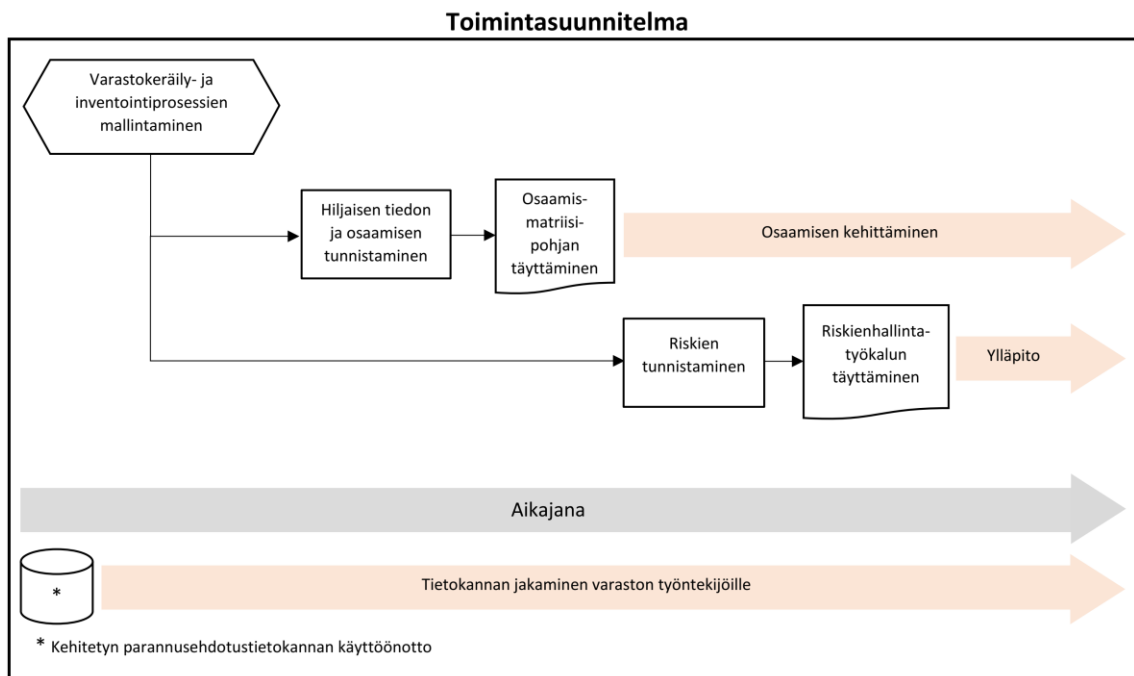 Toimintasuunnitelma
Varastokeräily- ja
inventointiprosessien
mallintaminen
Hiljaisen tiedon
ja osaamisen
tunnistaminen
Osaamis-
matriisi-
pohjan
täyttäminen
Osaamisen kehittäminen
Riskien
tunnistaminen
Riskienhallinta-
työkalun
täyttäminen
Ylläpito
Aikajana
*
Tietokannan jakaminen varaston työntekijöille
* Kehitetyn parannusehdotustietokannan käyttöönotto